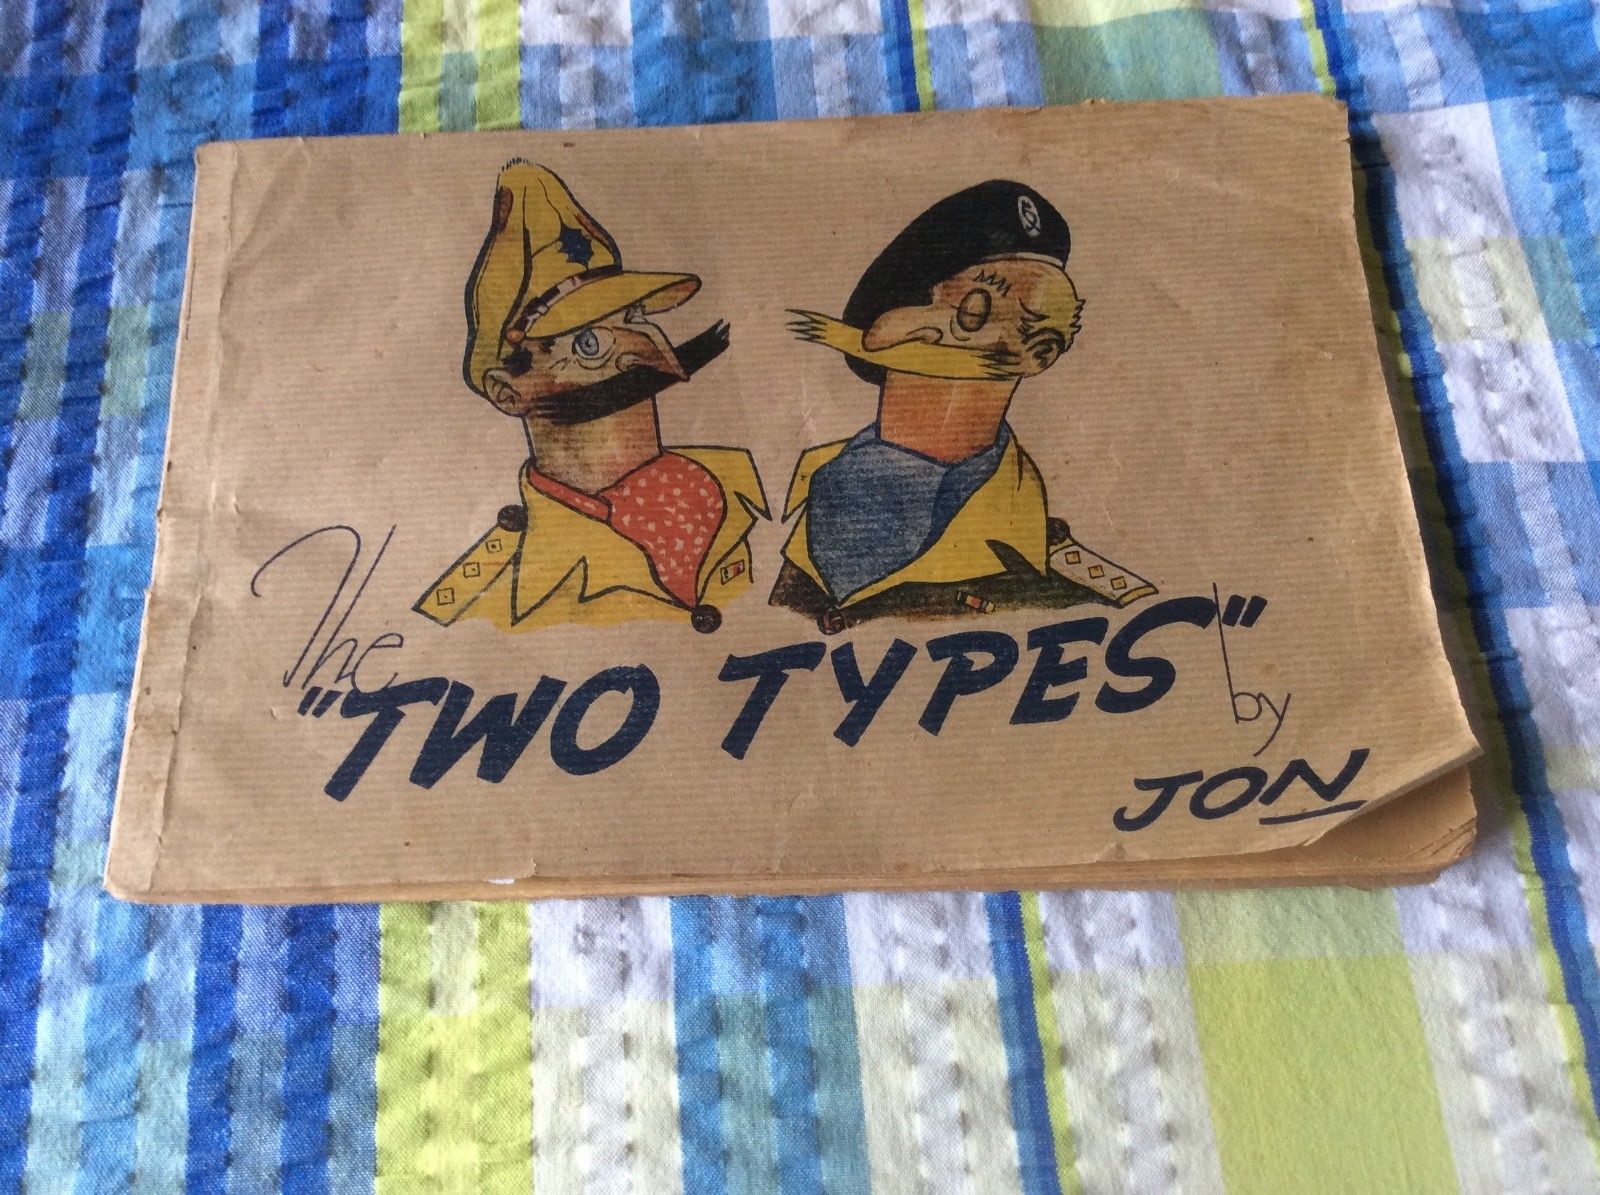 The
"TWO TYPES"
by
JON